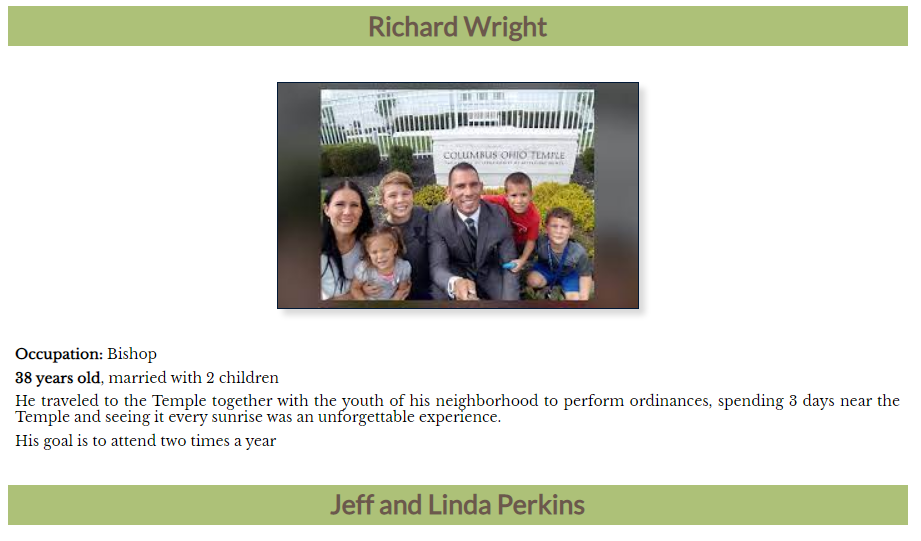 Richard Wright
COLUMBUS OHIO TEMPLE
Occupation: Bishop
38 years old, married with 2 children
He traveled to the Temple together with the youth of his neighborhood to perform ordinances, spending 3 days near the
Temple and seeing it every sunrise was an unforgettable experience.
His goal is to attend two times a year
Jeff and Linda Perkins